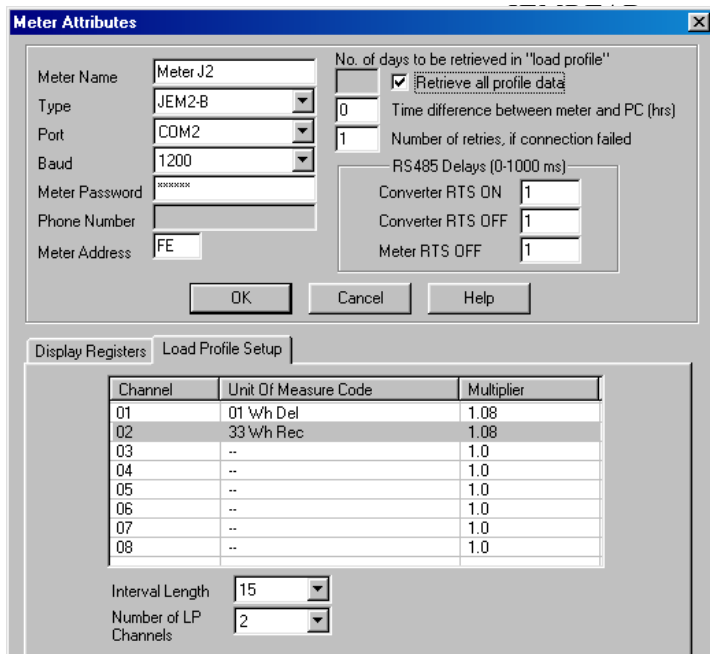 Meter Attributes
Meter Name Meter J2
Type JEM2-B
Port COM2
Baud 1200
Meter Password xxxxxx
Phone Number
Meter Address FE
No. of days to be retrieved in "load profile"
Retrieve all profile data
0 Time difference between meter and PC (hrs)
1 Number of retries, if connection failed
RS485 Delays (0-1000 ms)
Converter RTS ON 1
Converter RTS OFF 1
Meter RTS OFF 1
OK Cancel Help
Display Registers Load Profile Setup
Channel Unit Of Measure Code Multiplier
01 01 Wh Del 1.08
02 33 Wh Rec 1.08
03 -- 1.0
04 -- 1.0
05 -- 1.0
06 -- 1.0
07 -- 1.0
08 -- 1.0
Interval Length 15
Number of LP Channels 2